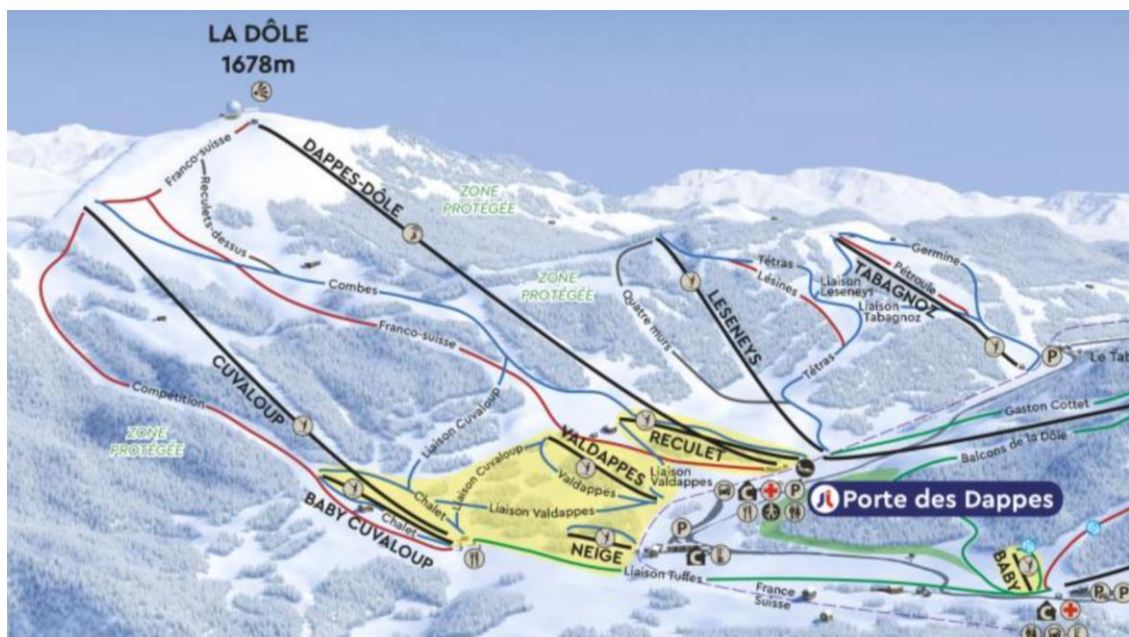 LA DÔLE
1678m
Franco-suisse
Reculets-dessus
DAPPES-DÔLE
ZONE
PROTÉGÉE
ZONE
PROTÉGÉE
Combes
Franco-suisse
Quatre murs
LESENEYS
Tétras
Lésines
Liaison
Leseneys
Germine
Pétroule
TABAGNOZ
Liaison
Tabagnoz
Tétras
P
Le Tab
Gaston Cottet
Balcons de la Dôle
Compétition
CUVALOUP
Liaison Cuvaloup
ZONE
PROTÉGÉE
RECULET
VALDAPPES
Liaison
Valdappes
Liaison Cuvaloup
Valdappes
Liaison Valdappes
Chalet
Chalet
BABY CUVALOUP
NEIGE
P
P
Porte des Dappes
Liaison Tuffes
France
Suisse
BABY
P
P